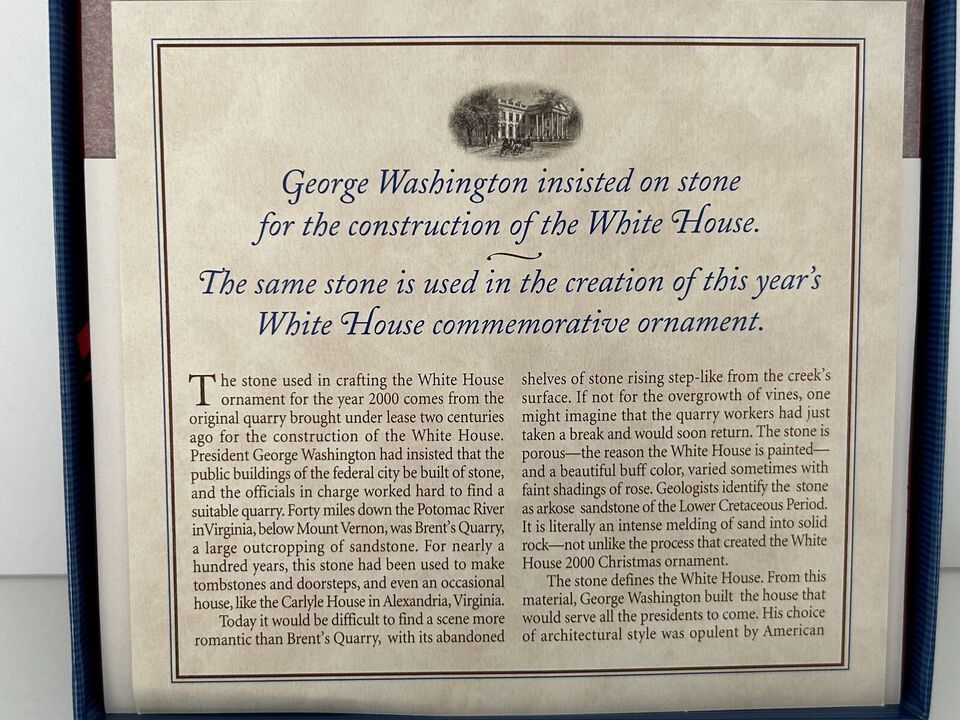 George Washington insisted on stone
for the construction of the White House.
The same stone is used in the creation of this year's
White House commemorative ornament.
The stone used in crafting the White House
ornament for the year 2000 comes from the
original quarry brought under lease two centuries
ago for the construction of the White House.
President George Washington had insisted that the
public buildings of the federal city be built of stone,
and the officials in charge worked hard to find a
suitable quarry. Forty miles down the Potomac River
inVirginia, below Mount Vernon, was Brent's Quarry,
a large outcropping of sandstone. For nearly a
hundred years, this stone had been used to make
tombstones and doorsteps, and even an occasional
house, like the Carlyle House in Alexandria, Virginia.
Today it would be difficult to find a scene more
romantic than Brent's Quarry, with its abandoned
shelves of stone rising step-like from the creek's
surface. If not for the overgrowth of vines, one
might imagine that the quarry workers had just
taken a break and would soon return. The stone is
porous—the reason the White House is painted—
and a beautiful buff color, varied sometimes with
faint shadings of rose. Geologists identify the stone
as arkose sandstone of the Lower Cretaceous Period.
It is literally an intense melding of sand into solid
rock—not unlike the process that created the White
House 2000 Christmas ornament.
The stone defines the White House. From this
material, George Washington built the house that
would serve all the presidents to come. His choice
of architectural style was opulent by American